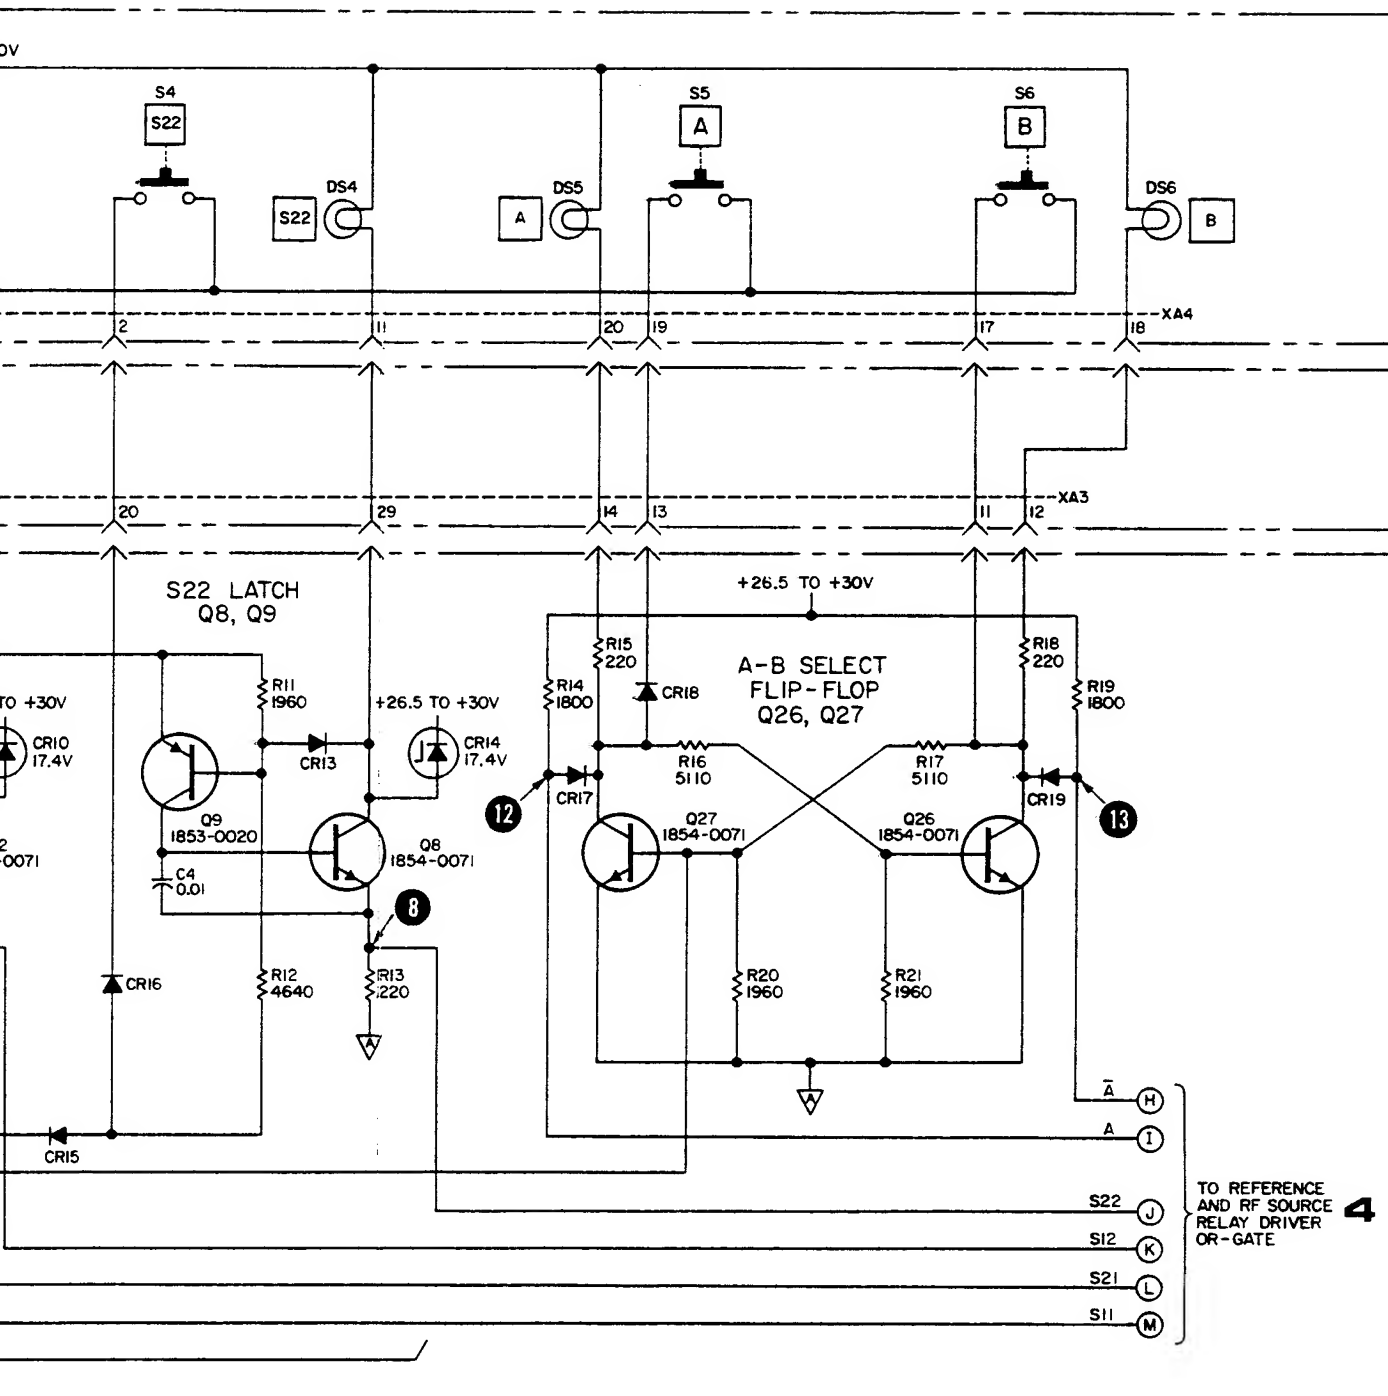 0V
S4
S22
S5
A
S6
B
DS4
S22
DS5
A
DS6
B
XA4
2
11
20
19
17
18
XA3
20
29
14
13
11
12
S22 LATCH
Q8, Q9
+26.5 TO +30V
A-B SELECT
FLIP-FLOP
Q26, Q27
R11
1960
TO +30V
CR10
17.4V
+26.5 TO +30V
CR14
17.4V
CR13
R14
1800
R15
220
CR18
R16
5110
R17
5110
R18
220
R19
1800
CR17
CR19
12
13
Q9
1853-0020
Q8
1854-0071
Q27
1854-0071
Q26
1854-0071
2
-0071
C4
0.01
8
CR16
R12
4640
R13
A
R20
1960
R21
1960
A
CR15
A̅ H
A I
S22 J
S12 K
S21 L
S11 M
TO REFERENCE
AND RF SOURCE
RELAY DRIVER
OR-GATE
4